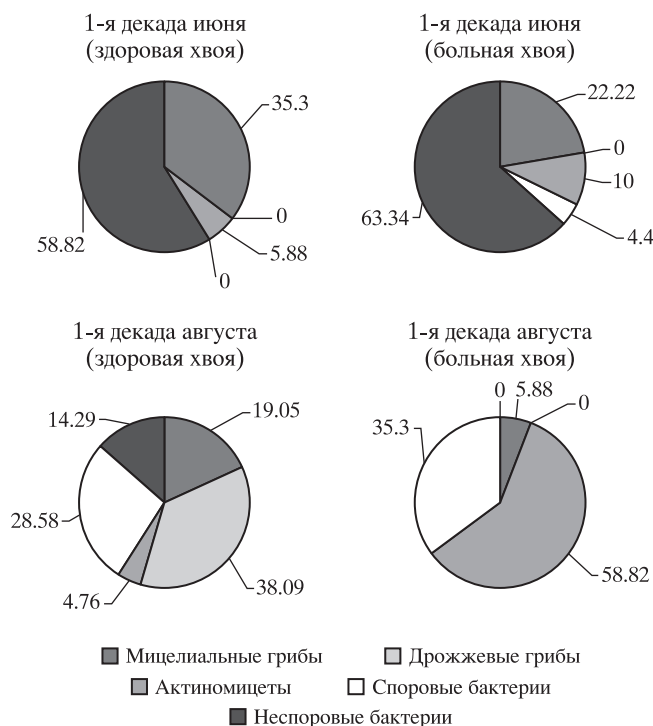 1-я декада июня
(здоровая хвоя)
35.3
0
5.88
0
58.82
1-я декада июня
(больная хвоя)
22.22
0
10
4.4
63.34
1-я декада августа
(здоровая хвоя)
14.29
19.05
28.58
4.76
38.09
1-я декада августа
(больная хвоя)
0
5.88
0
35.3
58.82
Мицелиальные грибы
Дрожжевые грибы
Актиномицеты
Споровые бактерии
Неспоровые бактерии